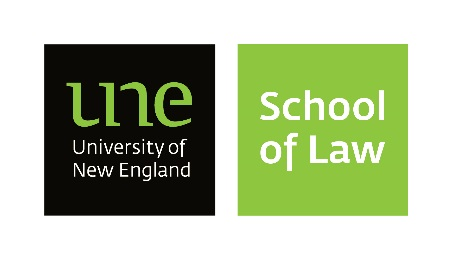 une
University of
New England
School
of Law